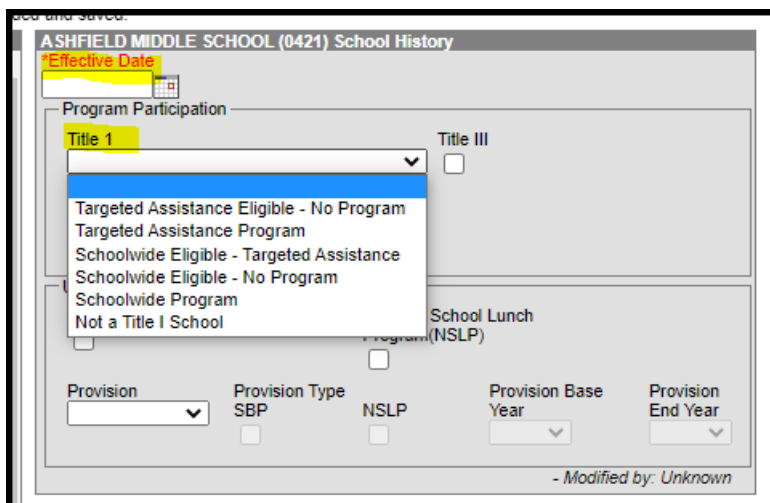 and saved.
ASHFIELD MIDDLE SCHOOL (0421) School History
*Effective Date
Program Participation
Title 1
Title III
Targeted Assistance Eligible - No Program
Targeted Assistance Program
Schoolwide Eligible - Targeted Assistance
Schoolwide Eligible - No Program
Schoolwide Program
Not a Title I School
U
School Lunch
Program(NSLP)
Provision
Provision Type
SBP
NSLP
Provision Base
Year
Provision
End Year
- Modified by: Unknown